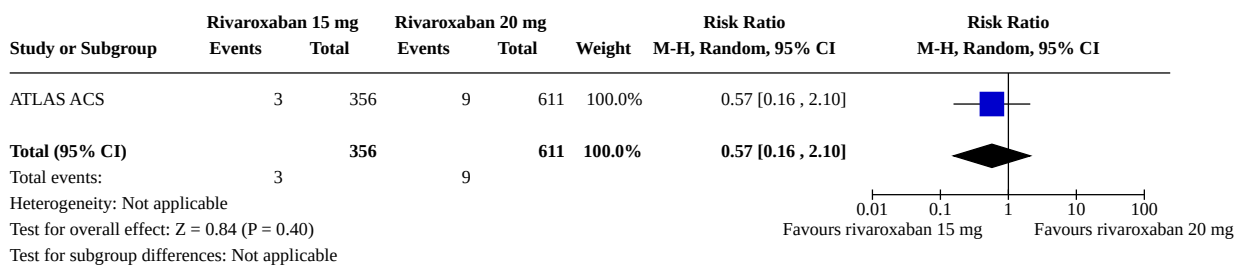 Rivaroxaban 15 mg Rivaroxaban 20 mg Risk Ratio Risk Ratio
Study or Subgroup Events Total Events Total Weight M-H, Random, 95% CI M-H, Random, 95% CI
ATLAS ACS 3 356 9 611 100.0% 0.57 [0.16 , 2.10]
Total (95% CI) 356 611 100.0% 0.57 [0.16 , 2.10]
Total events: 3 9
Heterogeneity: Not applicable
0.01 0.1 1 10 100
Test for overall effect: Z = 0.84 (P = 0.40) Favours rivaroxaban 15 mg Favours rivaroxaban 20 mg
Test for subgroup differences: Not applicable